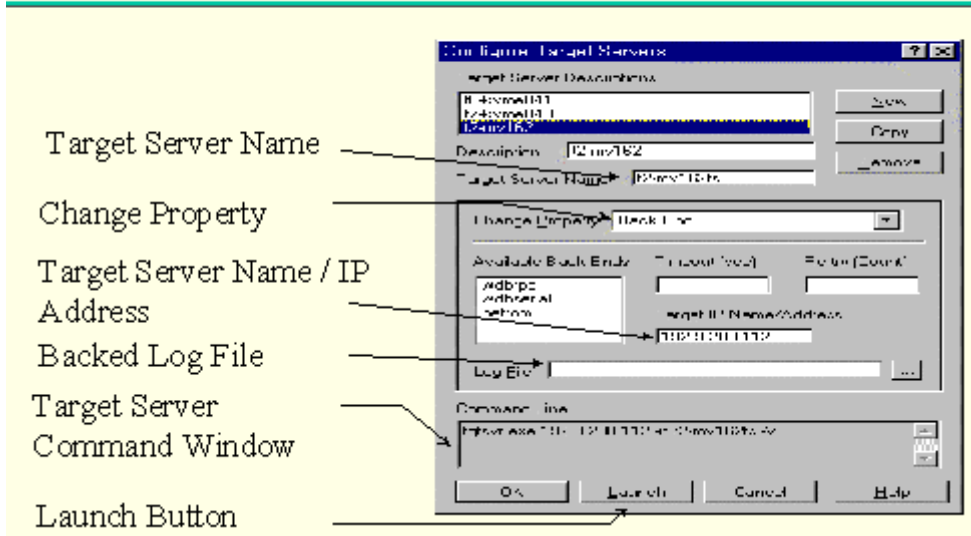 Configure Target Servers
Target Server Descriptions
New
Copy
Remove
Target Server Name
Description
Target Server Name
Change Property
Change Property
Back End
Target Server Name / IP
Address
Available Back Ends
Timeout (sec)
Retry (Count)
wdbrpc
wdbserial
netrom
Target IP Name/Address
Backed Log File
Log File
...
Target Server
Command Window
Command Line
OK
Launch
Cancel
Help
Launch Button